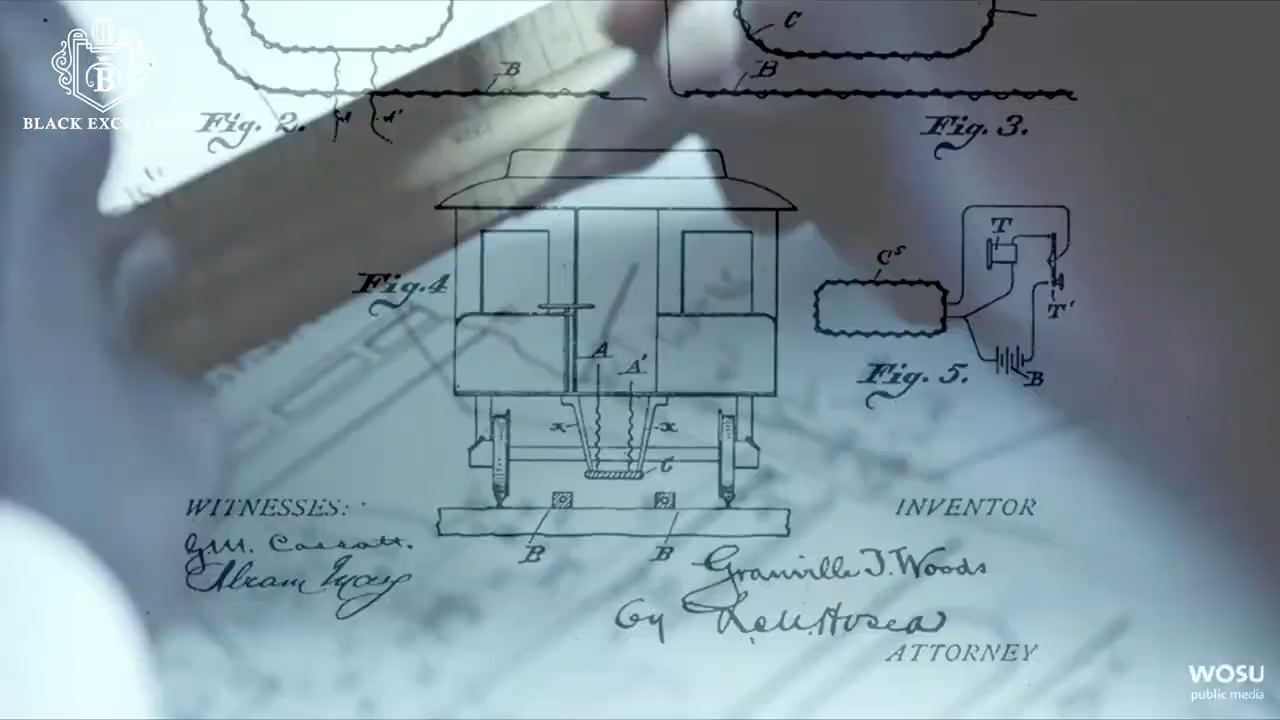 C
B
B
BLACK EXCE
Fig. 2.
A
A'
Fig. 3.
T
C⁵
Fig. 4
T'
A
A'
Fig. 5.
B
x
x
C
WITNESSES:
INVENTOR
G.M.
B
B
Granville T. Woods
by
ATTORNEY
WOSU
public media